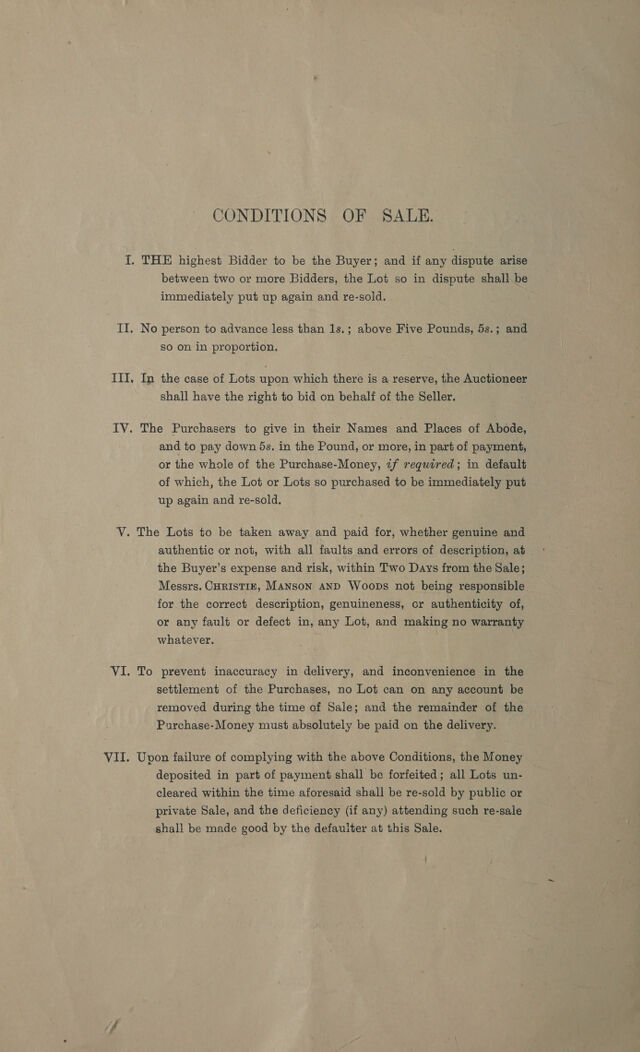 CONDITIONS OF SALE.
I. THE highest Bidder to be the Buyer; and if any dispute arise
between two or more Bidders, the Lot so in dispute shall be
immediately put up again and re-sold.
II. No person to advance less than 1s.; above Five Pounds, 5s.; and
so on in proportion.
III. In the case of Lots upon which there is a reserve, the Auctioneer
shall have the right to bid on behalf of the Seller.
IV. The Purchasers to give in their Names and Places of Abode,
and to pay down 5s. in the Pound, or more, in part of payment,
or the whole of the Purchase-Money, if required; in default
of which, the Lot or Lots so purchased to be immediately put
up again and re-sold.
V. The Lots to be taken away and paid for, whether genuine and
authentic or not, with all faults and errors of description, at
the Buyer's expense and risk, within Two Days from the Sale;
Messrs. Christie, Manson and Woods not being responsible
for the correct description, genuineness, or authenticity of,
or any fault or defect in, any Lot, and making no warranty
whatever.
VI. To prevent inaccuracy in delivery, and inconvenience in the
settlement of the Purchases, no Lot can on any account be
removed during the time of Sale; and the remainder of the
Purchase-Money must absolutely be paid on the delivery.
VII. Upon failure of complying with the above Conditions, the Money
deposited in part of payment shall be forfeited; all Lots un-
cleared within the time aforesaid shall be re-sold by public or
private Sale, and the deficiency (if any) attending such re-sale
shall be made good by the defaulter at this Sale.